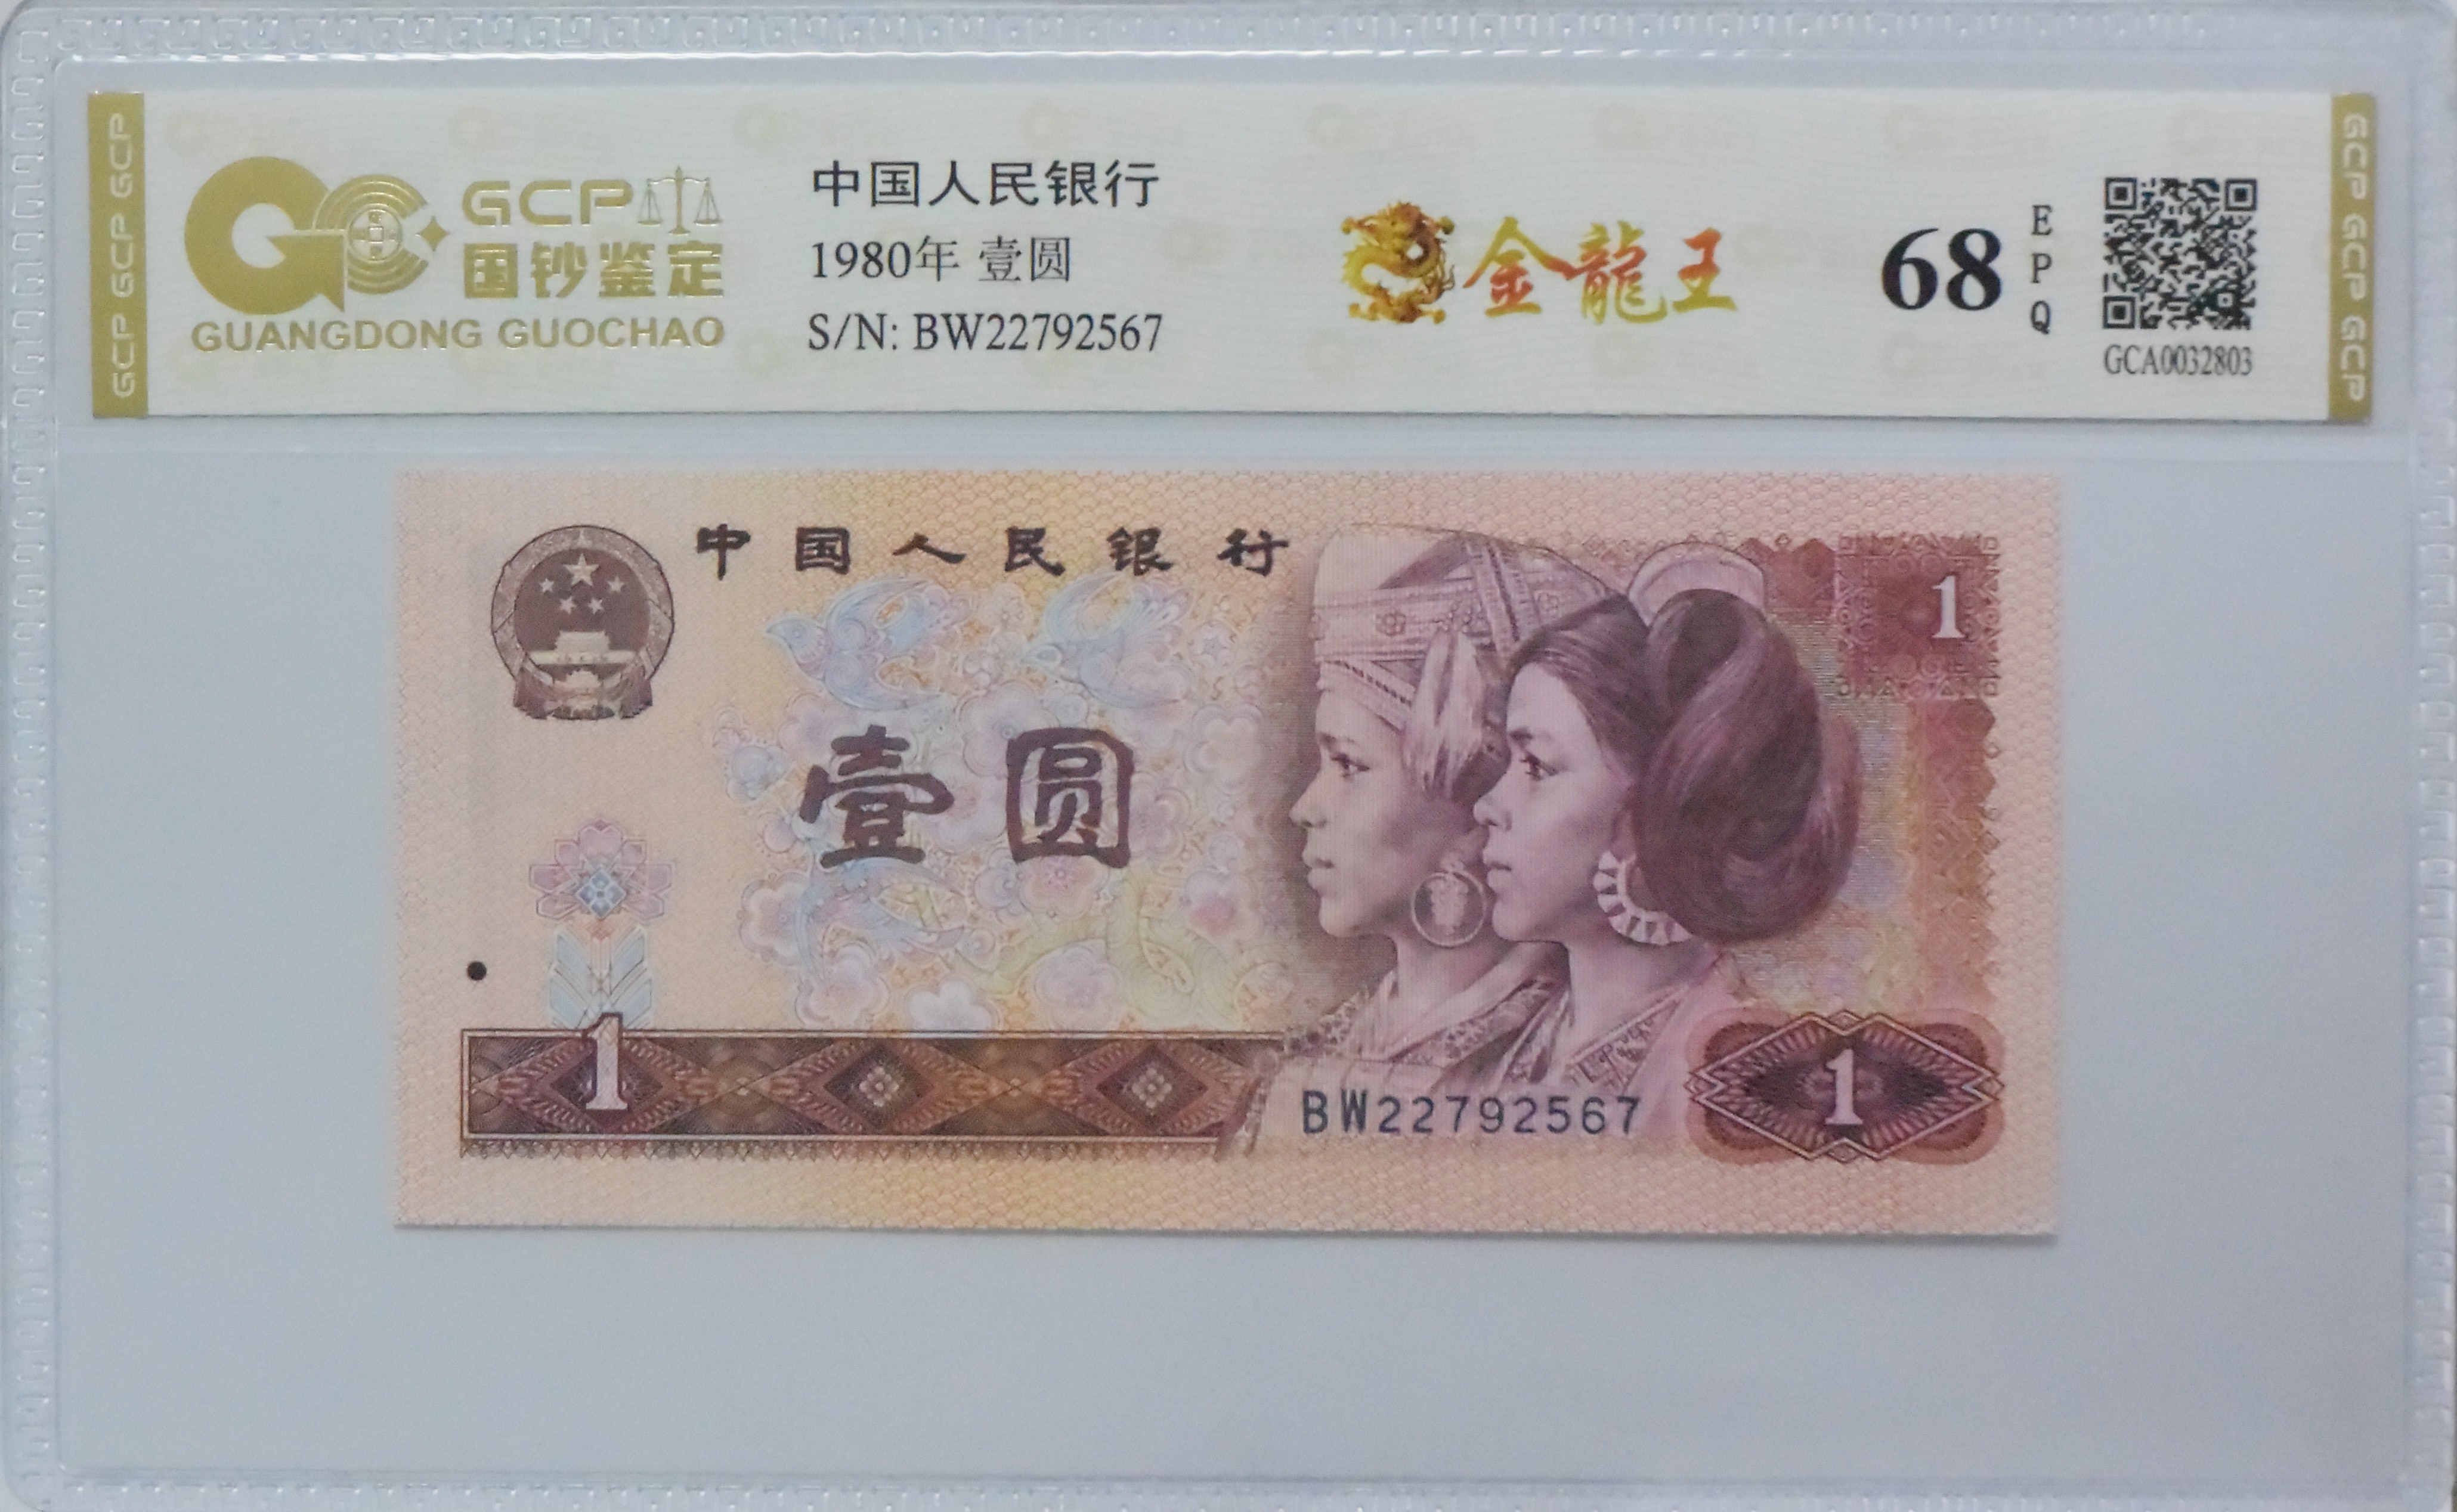 GCP GCP GCP
GCP
国钞鉴定
GUANGDONG GUOCHAO
中国人民银行
1980年 壹圆
S/N: BW22792567
金龍王
68
E
P
Q
GCA0032803
GCP GCP GCP GCP
中国人民银行
1
壹圆
1
BW22792567
1